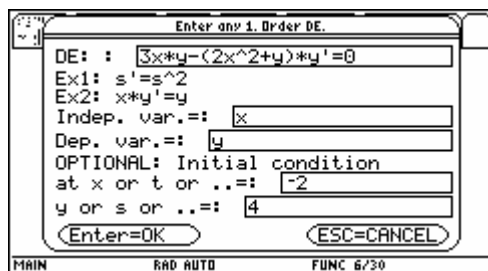 Enter any 1. Order DE.
DE: : 3x*y-(2x^2+y)*y'=0
Ex1: s'=s^2
Ex2: x*y'=y
Indep. var.=: x
Dep. var.=: y
OPTIONAL: Initial condition
at x or t or ..=: -2
y or s or ..=: 4
Enter=OK ESC=CANCEL
MAIN RAD AUTO FUNC 6/30